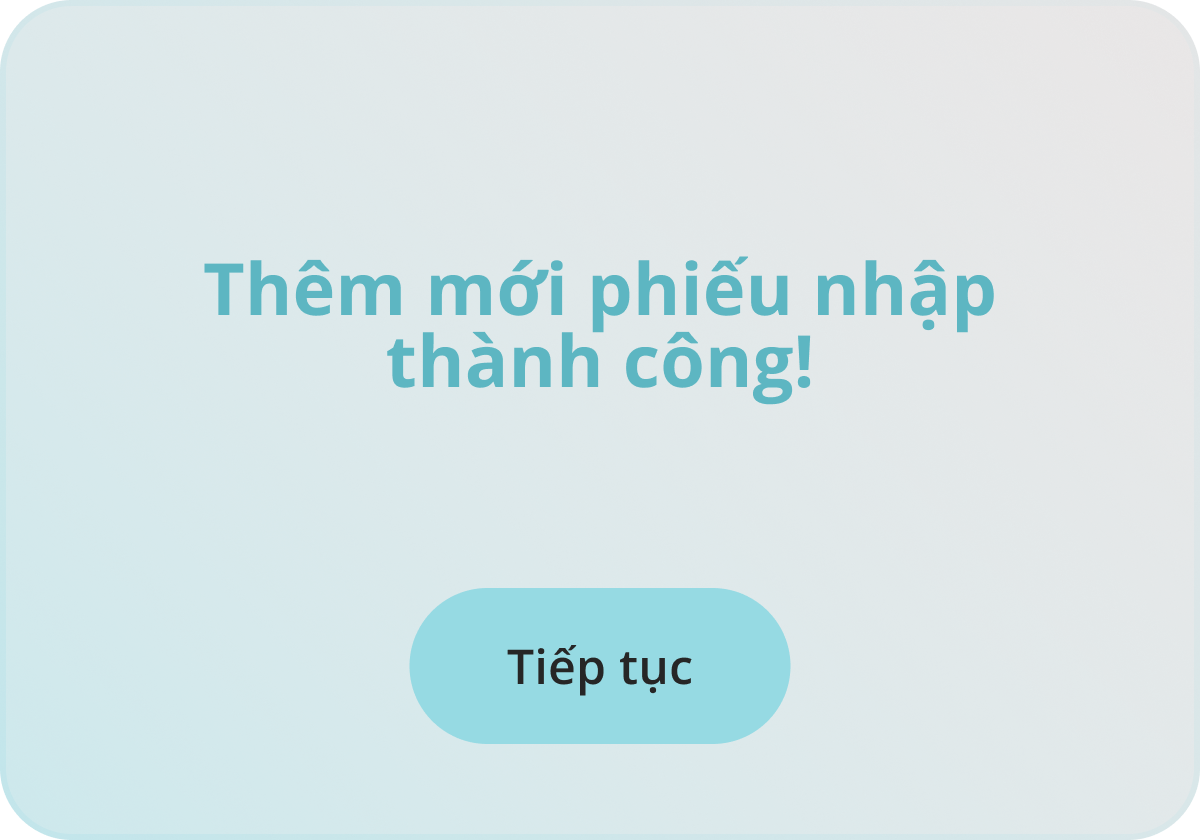 Thêm mới phiếu nhập
thành công!
Tiếp tục